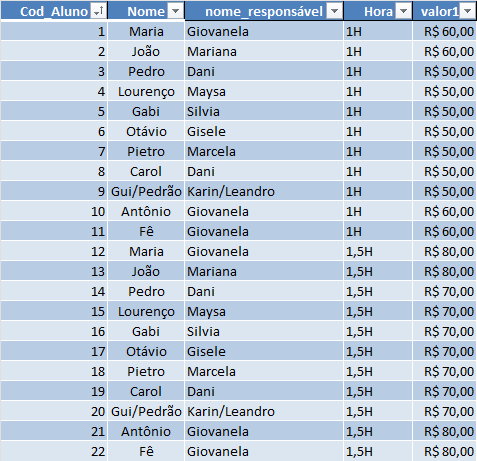 Cod_Aluno Nome nome_responsável Hora valor1
1 Maria Giovanela 1H R$ 60,00
2 João Mariana 1H R$ 60,00
3 Pedro Dani 1H R$ 50,00
4 Lourenço Maysa 1H R$ 50,00
5 Gabi Silvia 1H R$ 50,00
6 Otávio Gisele 1H R$ 50,00
7 Pietro Marcela 1H R$ 50,00
8 Carol Dani 1H R$ 50,00
9 Gui/Pedrão Karin/Leandro 1H R$ 50,00
10 Antônio Giovanela 1H R$ 60,00
11 Fê Giovanela 1H R$ 60,00
12 Maria Giovanela 1,5H R$ 80,00
13 João Mariana 1,5H R$ 80,00
14 Pedro Dani 1,5H R$ 70,00
15 Lourenço Maysa 1,5H R$ 70,00
16 Gabi Silvia 1,5H R$ 70,00
17 Otávio Gisele 1,5H R$ 70,00
18 Pietro Marcela 1,5H R$ 70,00
19 Carol Dani 1,5H R$ 70,00
20 Gui/Pedrão Karin/Leandro 1,5H R$ 70,00
21 Antônio Giovanela 1,5H R$ 80,00
22 Fê Giovanela 1,5H R$ 80,00